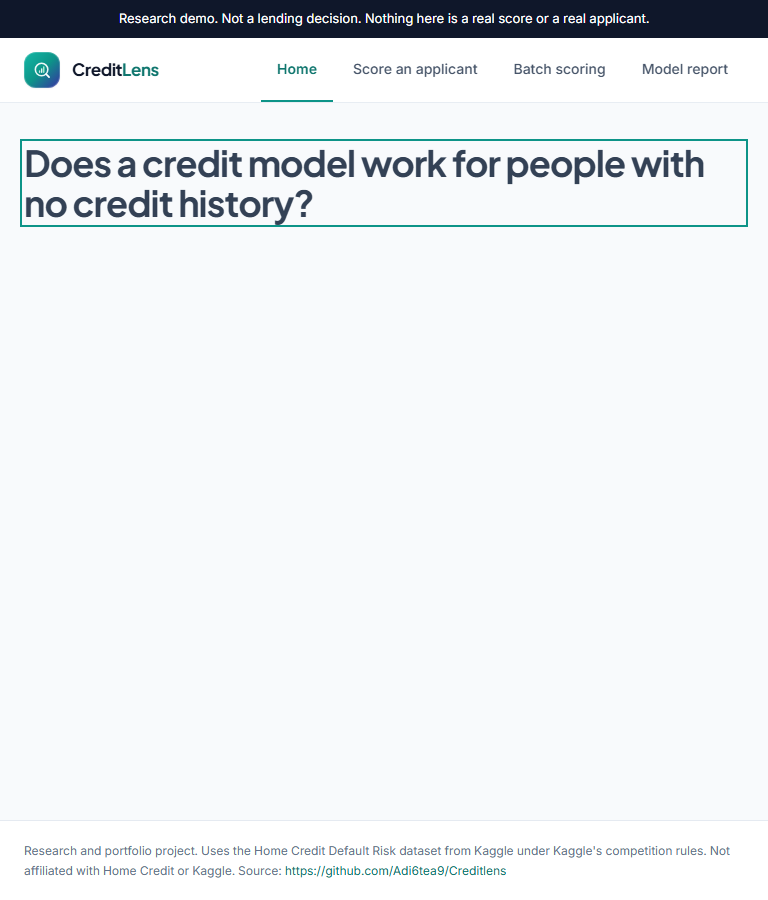 Research demo. Not a lending decision. Nothing here is a real score or a real applicant.
CreditLens
Home
Score an applicant
Batch scoring
Model report
Does a credit model work for people with
no credit history?
Research and portfolio project. Uses the Home Credit Default Risk dataset from Kaggle under Kaggle's competition rules. Not
affiliated with Home Credit or Kaggle. Source: https://github.com/Adi6tea9/Creditlens